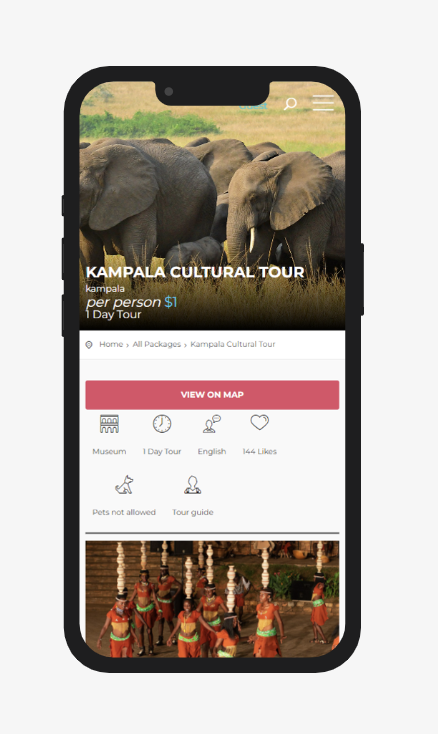 KAMPALA CULTURAL TOUR
kampala
per person $1
1 Day Tour
Home › All Packages › Kampala Cultural Tour
VIEW ON MAP
Museum 1 Day Tour English 144 Likes
Pets not allowed Tour guide